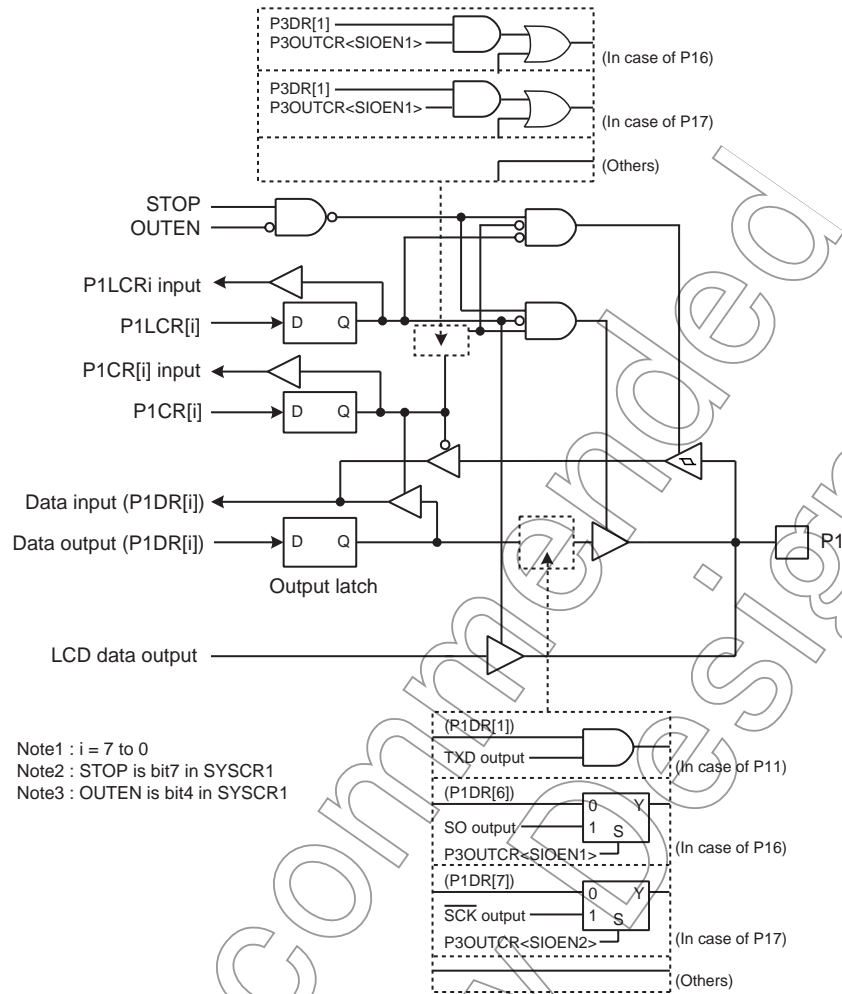 P3DR[1]
P3OUTCR<SIOEN1>
(In case of P16)
P3DR[1]
P3OUTCR<SIOEN1>
(In case of P17)
(Others)
STOP
OUTEN
P1LCRi input
P1LCR[i]
D Q
P1CR[i] input
P1CR[i]
D Q
Data input (P1DR[i])
Data output (P1DR[i])
D Q
P1
Output latch
LCD data output
(P1DR[1])
TXD output
(In case of P11)
Note1 : i = 7 to 0
Note2 : STOP is bit7 in SYSCR1
Note3 : OUTEN is bit4 in SYSCR1
(P1DR[6])
0 Y
SO output
1 S
P3OUTCR<SIOEN1>
(In case of P16)
(P1DR[7])
0 Y
SCK output
1 S
P3OUTCR<SIOEN2>
(In case of P17)
(Others)
commended
Desig